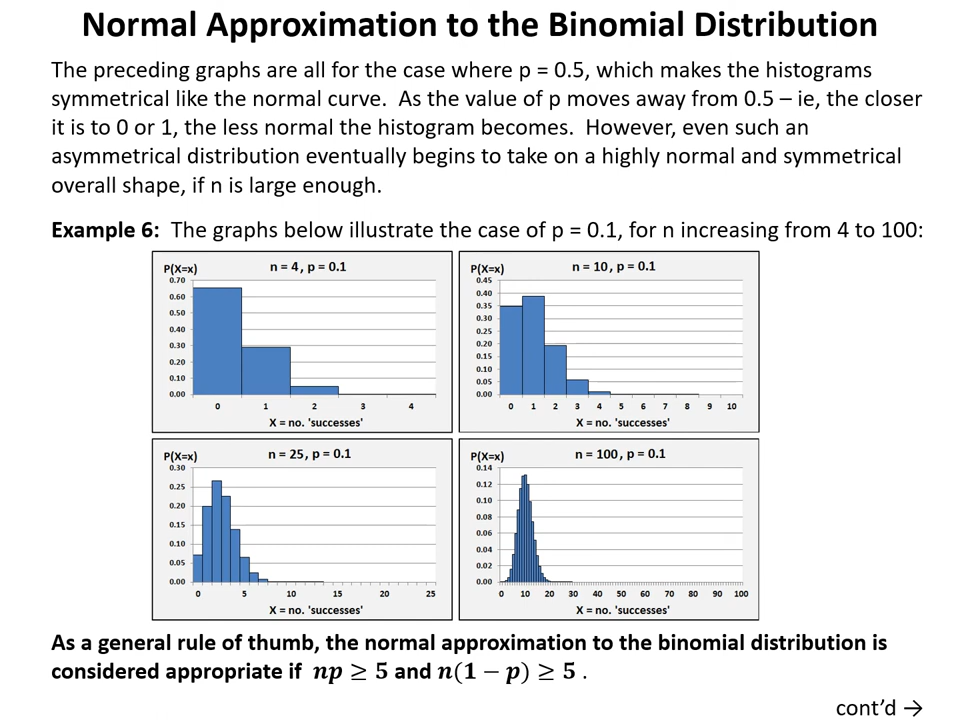 Normal Approximation to the Binomial Distribution
The preceding graphs are all for the case where p = 0.5, which makes the histograms
symmetrical like the normal curve.  As the value of p moves away from 0.5 – ie, the closer
it is to 0 or 1, the less normal the histogram becomes.  However, even such an
asymmetrical distribution eventually begins to take on a highly normal and symmetrical
overall shape, if n is large enough.
Example 6:  The graphs below illustrate the case of p = 0.1, for n increasing from 4 to 100:
P(X=x)
n = 4, p = 0.1
0.70
0.60
0.50
0.40
0.30
0.20
0.10
0.00
0 1 2 3 4
X = no. 'successes'
P(X=x)
n = 10, p = 0.1
0.45
0.40
0.35
0.30
0.25
0.20
0.15
0.10
0.05
0.00
0 1 2 3 4 5 6 7 8 9 10
X = no. 'successes'
P(X=x)
n = 25, p = 0.1
0.30
0.25
0.20
0.15
0.10
0.05
0.00
0 5 10 15 20 25
X = no. 'successes'
P(X=x)
n = 100, p = 0.1
0.14
0.12
0.10
0.08
0.06
0.04
0.02
0.00
0 10 20 30 40 50 60 70 80 90 100
X = no. 'successes'
As a general rule of thumb, the normal approximation to the binomial distribution is
considered appropriate if np ≥ 5 and n(1 − p) ≥ 5 .
cont'd →